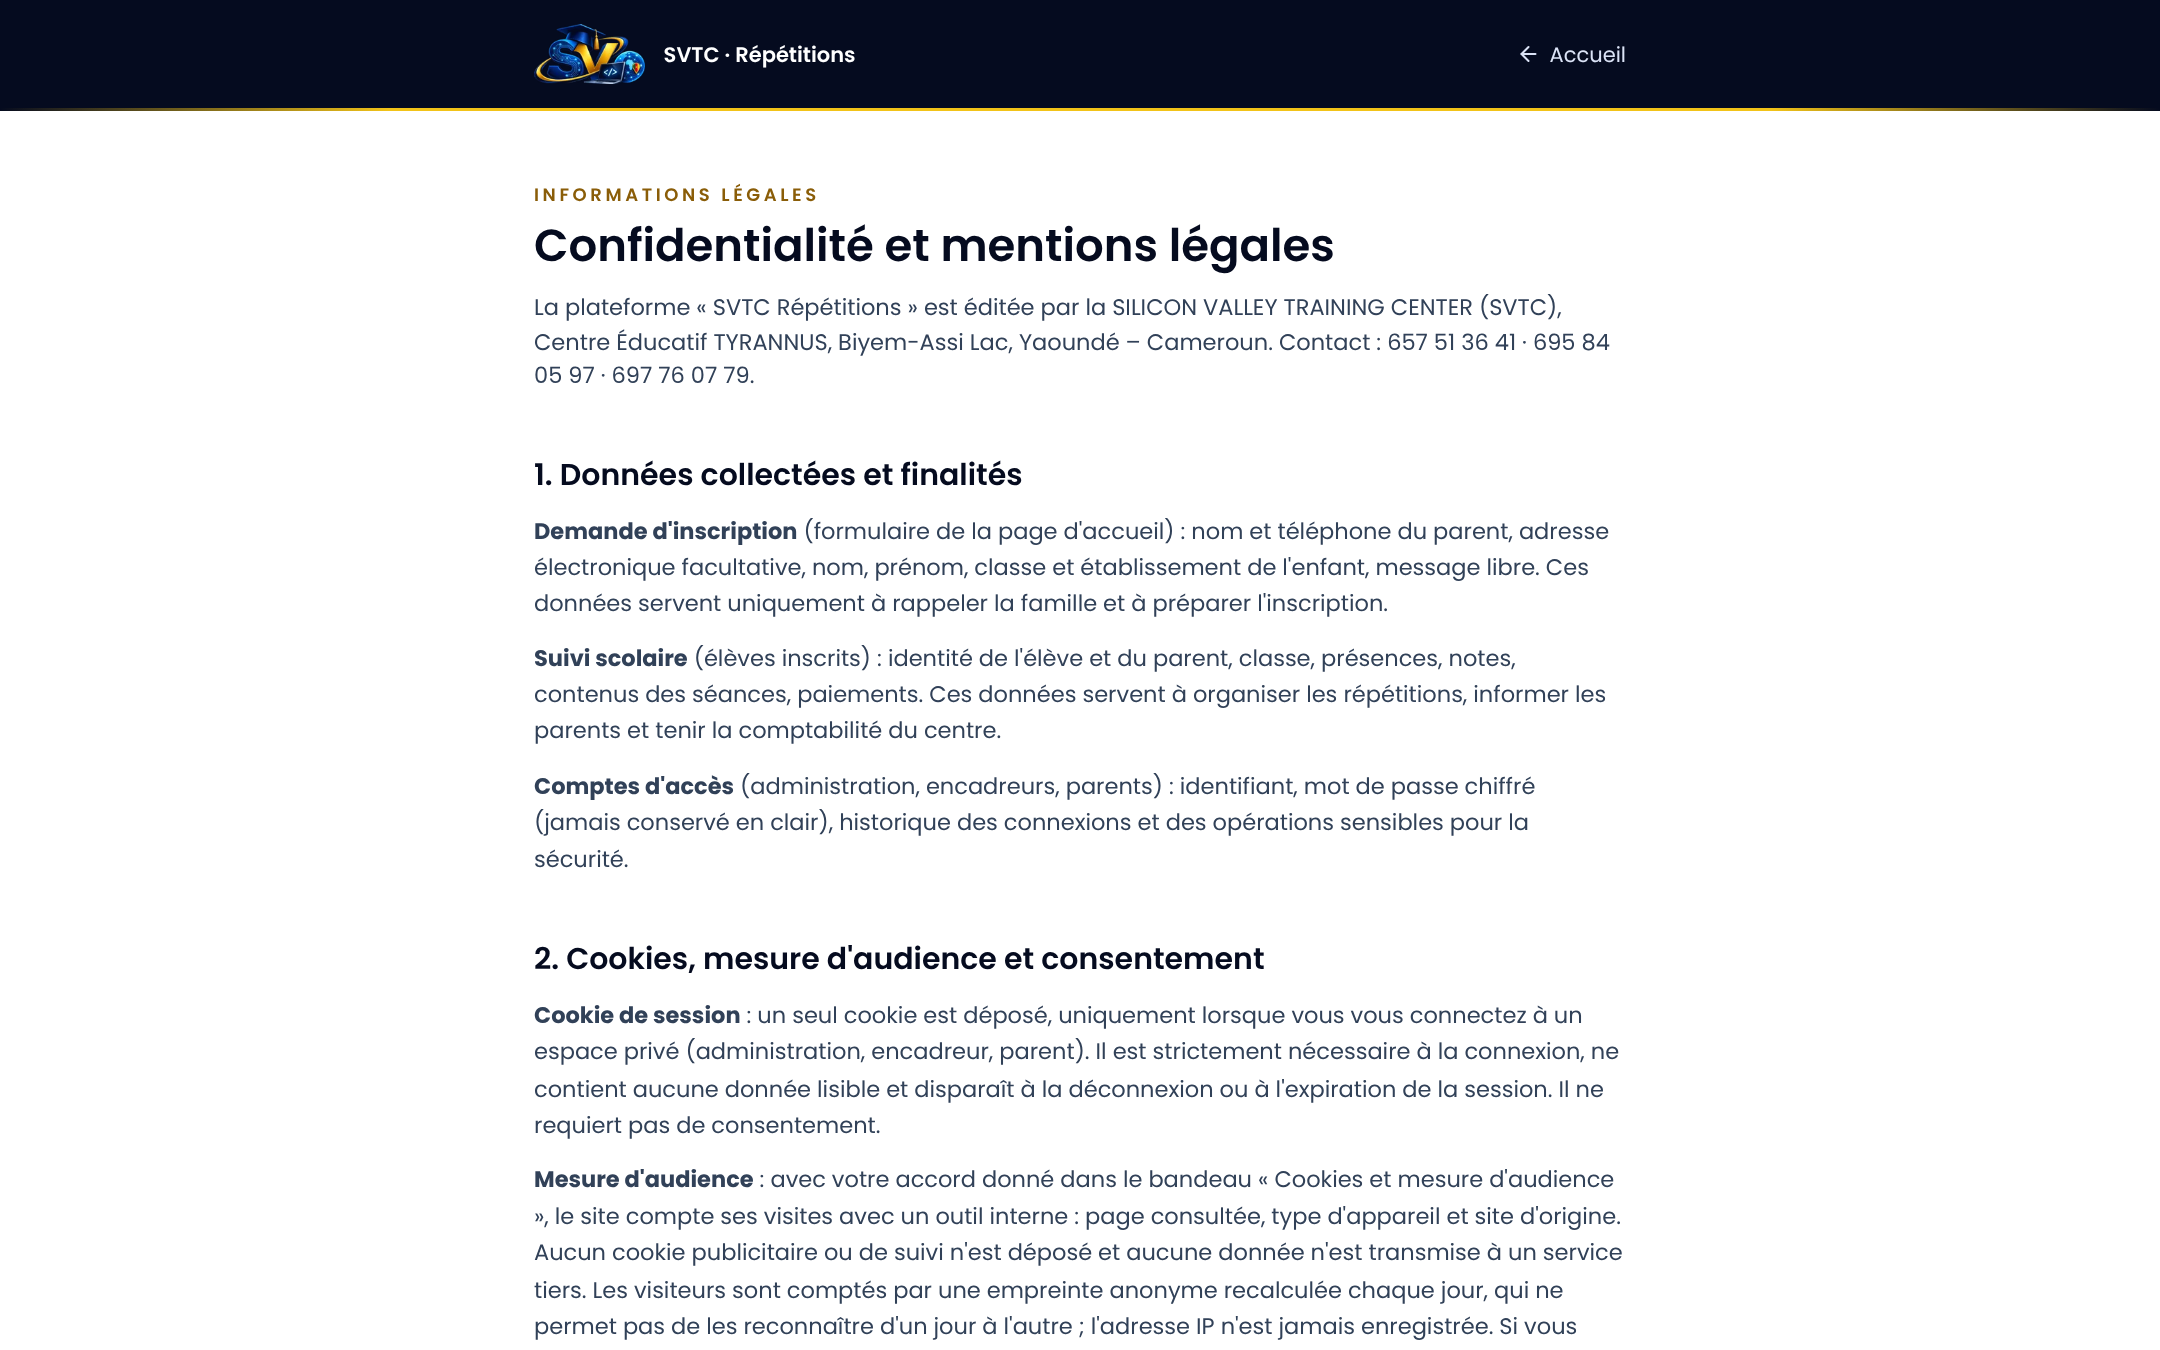 SV
</>
SVTC · Répétitions
← Accueil
INFORMATIONS LÉGALES
Confidentialité et mentions légales
La plateforme « SVTC Répétitions » est éditée par la SILICON VALLEY TRAINING CENTER (SVTC),
Centre Éducatif TYRANNUS, Biyem-Assi Lac, Yaoundé – Cameroun. Contact : 657 51 36 41 · 695 84
05 97 · 697 76 07 79.
1. Données collectées et finalités
Demande d'inscription (formulaire de la page d'accueil) : nom et téléphone du parent, adresse
électronique facultative, nom, prénom, classe et établissement de l'enfant, message libre. Ces
données servent uniquement à rappeler la famille et à préparer l'inscription.
Suivi scolaire (élèves inscrits) : identité de l'élève et du parent, classe, présences, notes,
contenus des séances, paiements. Ces données servent à organiser les répétitions, informer les
parents et tenir la comptabilité du centre.
Comptes d'accès (administration, encadreurs, parents) : identifiant, mot de passe chiffré
(jamais conservé en clair), historique des connexions et des opérations sensibles pour la
sécurité.
2. Cookies, mesure d'audience et consentement
Cookie de session : un seul cookie est déposé, uniquement lorsque vous vous connectez à un
espace privé (administration, encadreur, parent). Il est strictement nécessaire à la connexion, ne
contient aucune donnée lisible et disparaît à la déconnexion ou à l'expiration de la session. Il ne
requiert pas de consentement.
Mesure d'audience : avec votre accord donné dans le bandeau « Cookies et mesure d'audience
», le site compte ses visites avec un outil interne : page consultée, type d'appareil et site d'origine.
Aucun cookie publicitaire ou de suivi n'est déposé et aucune donnée n'est transmise à un service
tiers. Les visiteurs sont comptés par une empreinte anonyme recalculée chaque jour, qui ne
permet pas de les reconnaître d'un jour à l'autre ; l'adresse IP n'est jamais enregistrée. Si vous